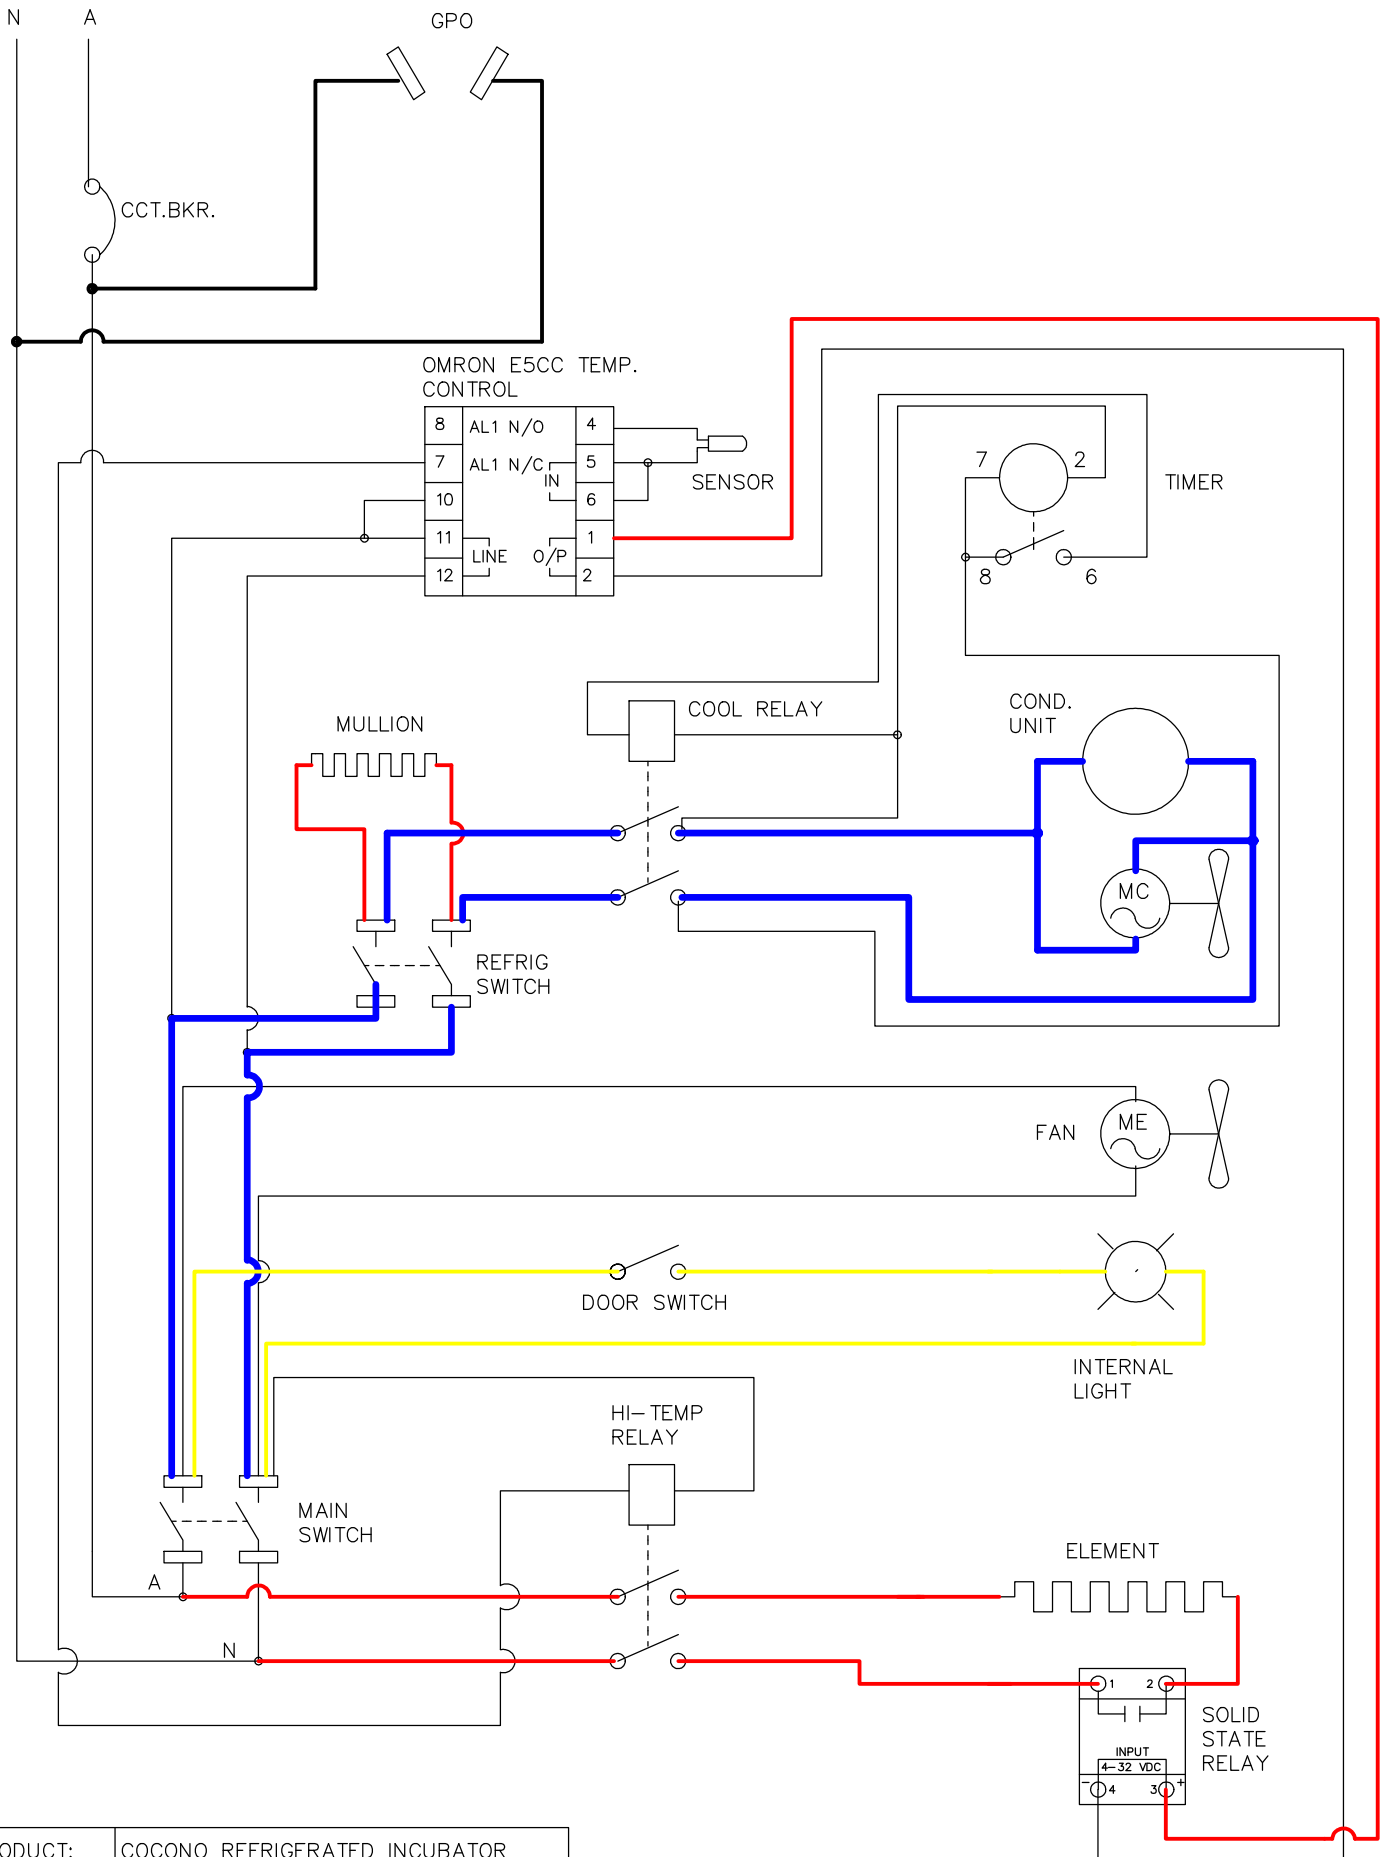 N A GPO
CCT.BKR.
OMRON E5CC TEMP.
CONTROL
8 AL1 N/O 4
7 AL1 N/C 5
IN
10 6
SENSOR
11 LINE O/P 1
12 2
7 2 TIMER
8 6
MULLION
COOL RELAY
COND.
UNIT
MC
REFRIG
SWITCH
FAN ME
DOOR SWITCH
INTERNAL
LIGHT
HI-TEMP
RELAY
MAIN
SWITCH
A
N
ELEMENT
1 2
SOLID
STATE
RELAY
INPUT
4-32 VDC
- 4 3 +
ODUCT: COCONO REFRIGERATED INCUBATOR